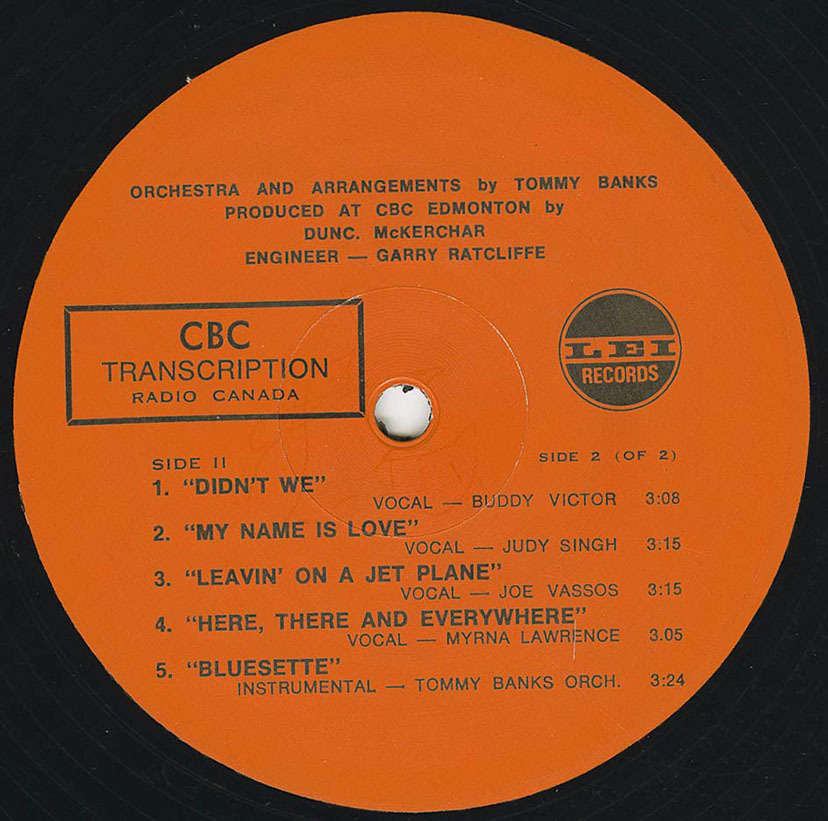 ORCHESTRA AND ARRANGEMENTS by TOMMY BANKS
PRODUCED AT CBC EDMONTON by
DUNC. McKERCHAR
ENGINEER — GARRY RATCLIFFE
CBC
TRANSCRIPTION
RADIO CANADA
LEI
RECORDS
SIDE II
SIDE 2 (OF 2)
1. "DIDN'T WE"
VOCAL — BUDDY VICTOR 3:08
2. "MY NAME IS LOVE"
VOCAL — JUDY SINGH 3:15
3. "LEAVIN' ON A JET PLANE"
VOCAL — JOE VASSOS 3:15
4. "HERE, THERE AND EVERYWHERE"
VOCAL — MYRNA LAWRENCE 3.05
5. "BLUESETTE"
INSTRUMENTAL — TOMMY BANKS ORCH. 3:24